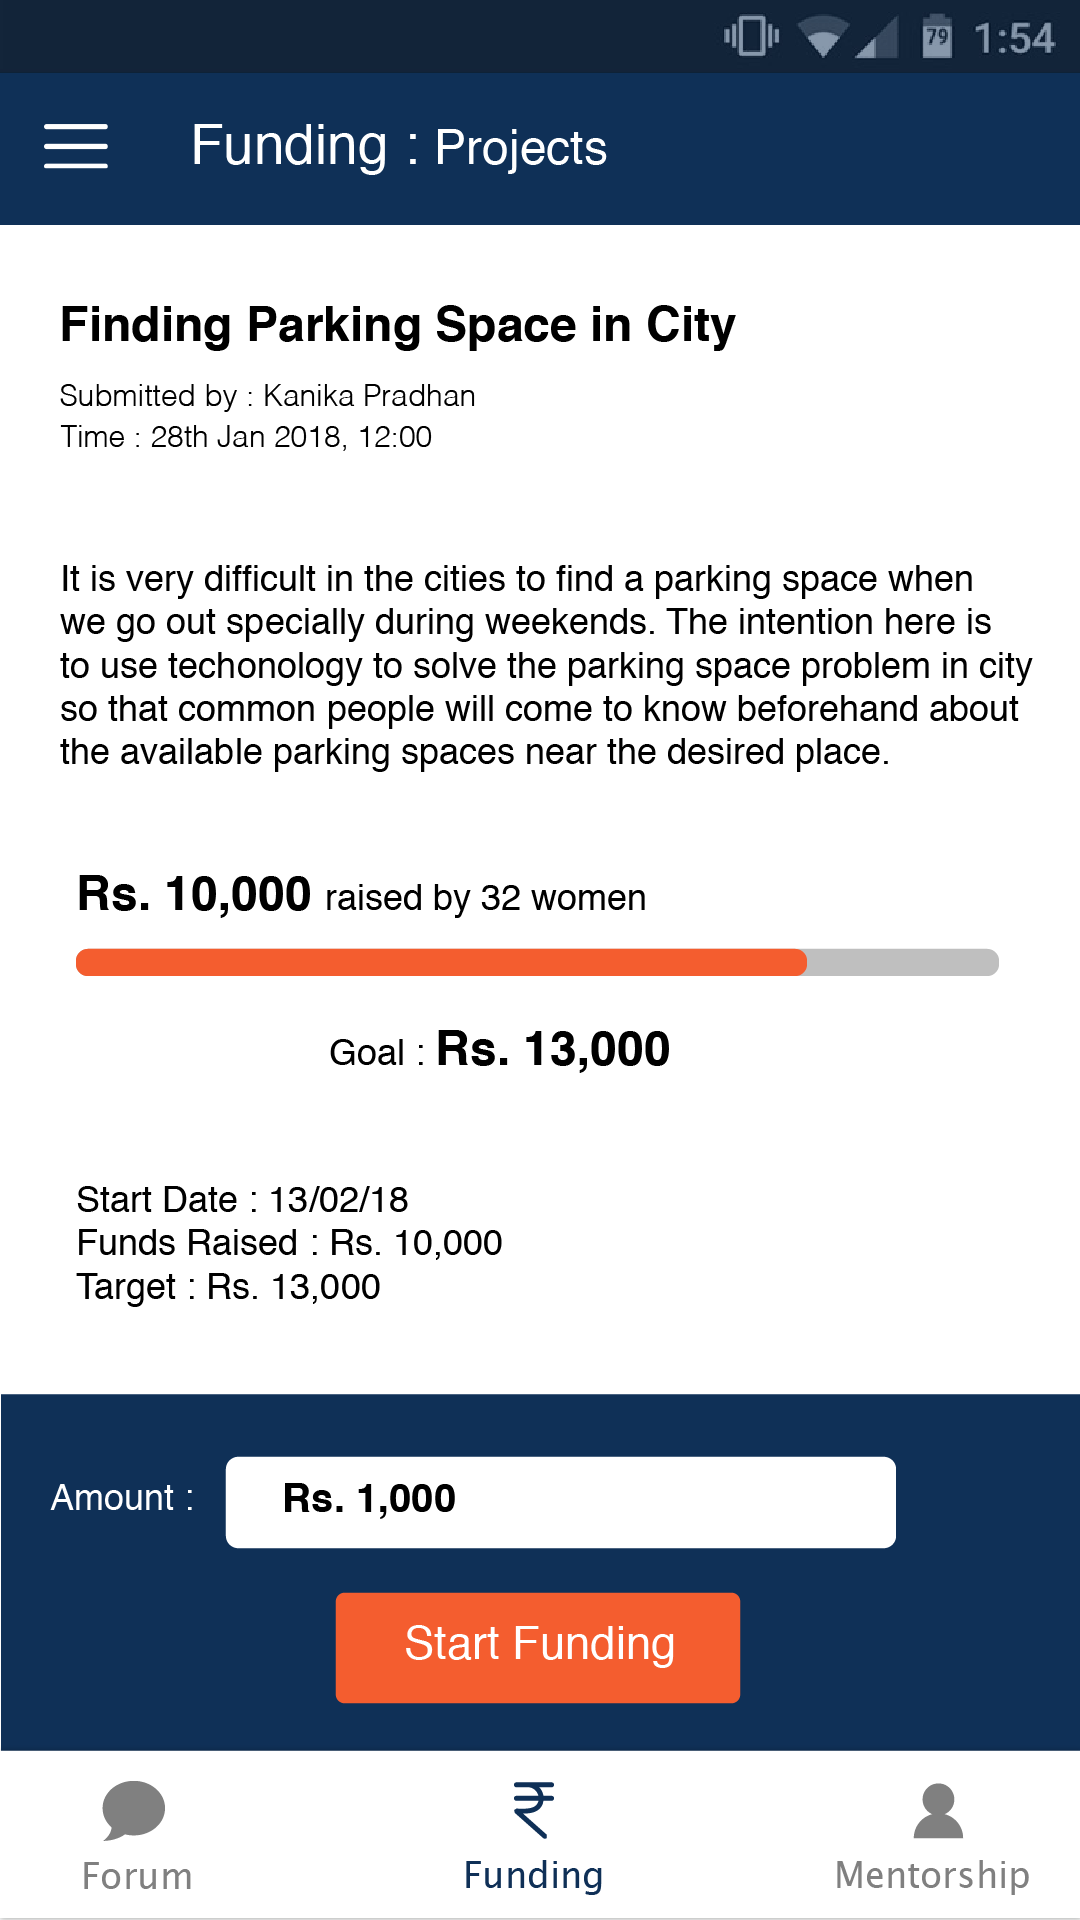 79 1:54
Funding : Projects
Finding Parking Space in City
Submitted by : Kanika Pradhan
Time : 28th Jan 2018, 12:00
It is very difficult in the cities to find a parking space when
we go out specially during weekends. The intention here is
to use techonology to solve the parking space problem in city
so that common people will come to know beforehand about
the available parking spaces near the desired place.
Rs. 10,000 raised by 32 women
Goal : Rs. 13,000
Start Date : 13/02/18
Funds Raised : Rs. 10,000
Target : Rs. 13,000
Amount : Rs. 1,000
Start Funding
Forum Funding Mentorship